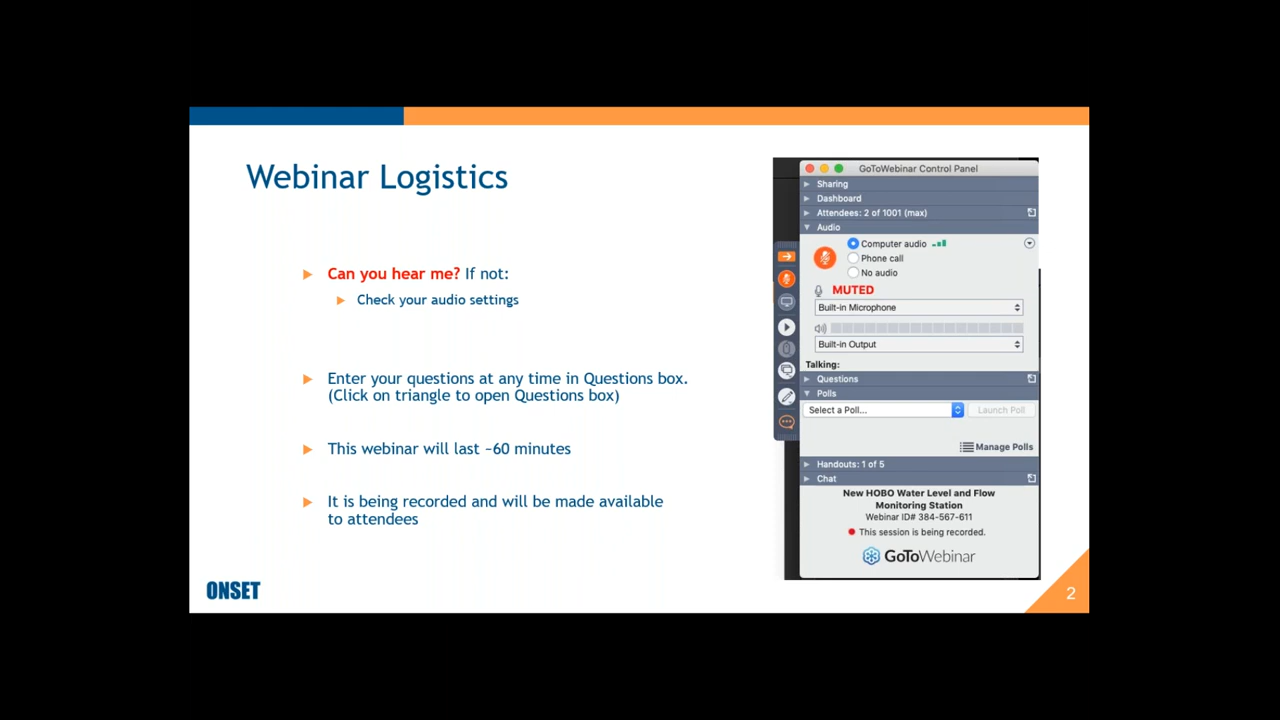 Webinar Logistics
Can you hear me? If not:
Check your audio settings
Enter your questions at any time in Questions box.
(Click on triangle to open Questions box)
This webinar will last ~60 minutes
It is being recorded and will be made available
to attendees
ONSET
GoToWebinar Control Panel
Sharing
Dashboard
Attendees: 2 of 1001 (max)
Audio
Computer audio
Phone call
No audio
MUTED
Built-in Microphone
Built-in Output
Talking:
Questions
Polls
Select a Poll... Launch Poll
Manage Polls
Handouts: 1 of 5
Chat
New HOBO Water Level and Flow
Monitoring Station
Webinar ID# 384-567-611
This session is being recorded.
GoToWebinar
2